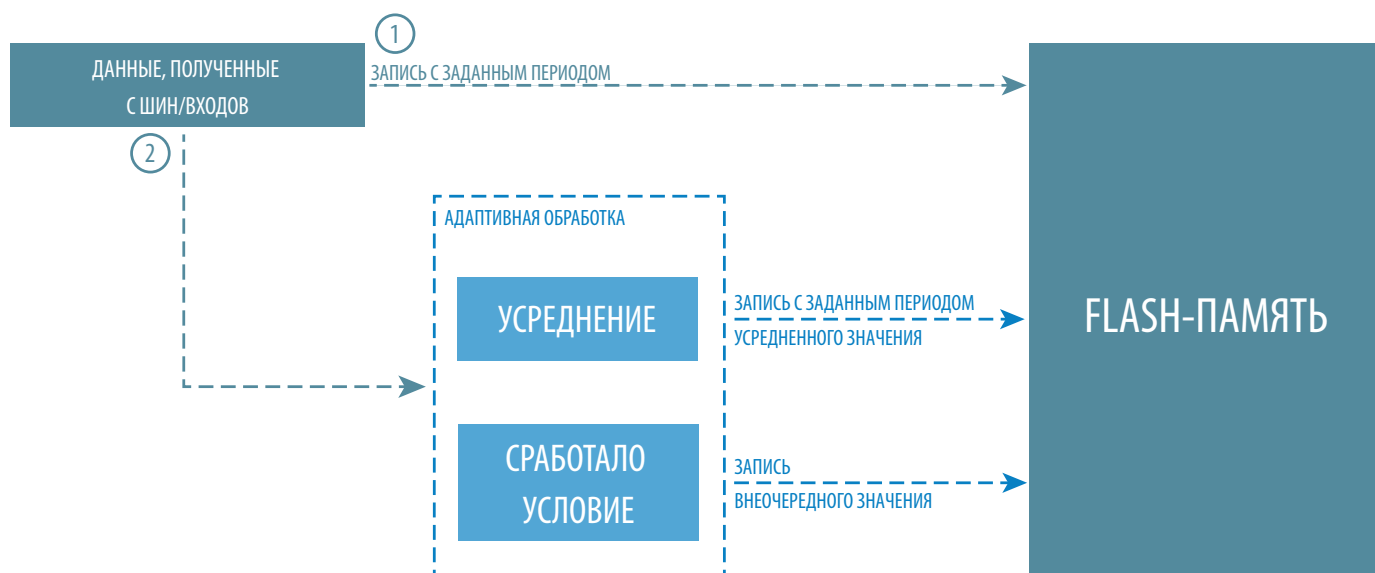 1
ДАННЫЕ, ПОЛУЧЕННЫЕ
С ШИН/ВХОДОВ
ЗАПИСЬ С ЗАДАННЫМ ПЕРИОДОМ
2
АДАПТИВНАЯ ОБРАБОТКА
УСРЕДНЕНИЕ
ЗАПИСЬ С ЗАДАННЫМ ПЕРИОДОМ
УСРЕДНЕННОГО ЗНАЧЕНИЯ
FLASH-ПАМЯТЬ
СРАБОТАЛО
УСЛОВИЕ
ЗАПИСЬ
ВНЕОЧЕРЕДНОГО ЗНАЧЕНИЯ